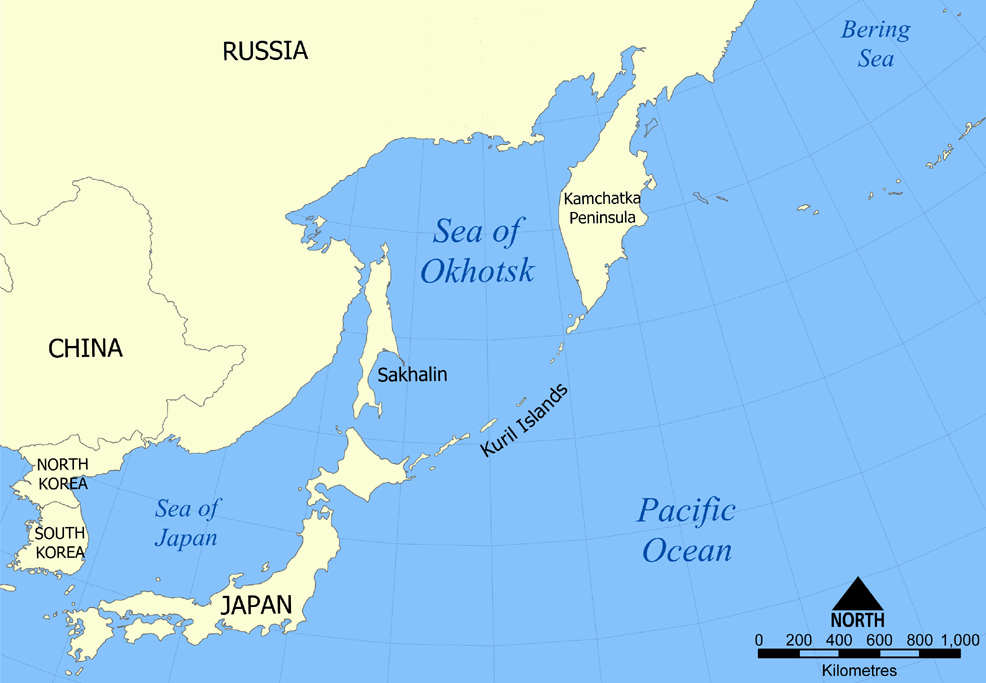 Bering
Sea
RUSSIA
Kamchatka
Peninsula
Sea of
Okhotsk
CHINA
Sakhalin
Kuril Islands
NORTH
KOREA
Sea of
Japan
Pacific
Ocean
SOUTH
KOREA
JAPAN
NORTH
0 200 400 600 800 1,000
Kilometres